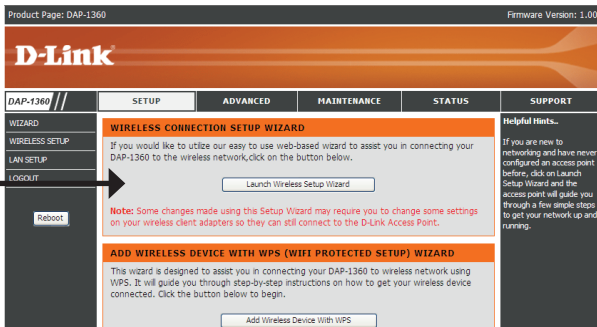 Product Page: DAP-1360
Firmware Version: 1.00
D-Link
DAP-1360
SETUP
ADVANCED
MAINTENANCE
STATUS
SUPPORT
WIZARD
WIRELESS SETUP
LAN SETUP
LOGOUT
Reboot
WIRELESS CONNECTION SETUP WIZARD
If you would like to utilize our easy to use web-based wizard to assist you in connecting your
DAP-1360 to the wireless network,click on the button below.
Launch Wireless Setup Wizard
Note: Some changes made using this Setup Wizard may require you to change some settings
on your wireless client adapters so they can still connect to the D-Link Access Point.
ADD WIRELESS DEVICE WITH WPS (WIFI PROTECTED SETUP) WIZARD
This wizard is designed to assist you in connecting your DAP-1360 to wireless network using
WPS. It will guide you through step-by-step instructions on how to get your wireless device
connected. Click the button below to begin.
Add Wireless Device With WPS
Helpful Hints..
If you are new to
networking and have never
configured an access point
before, click on Launch
Setup Wizard and the
access point will guide you
through a few simple steps
to get your network up and
running.